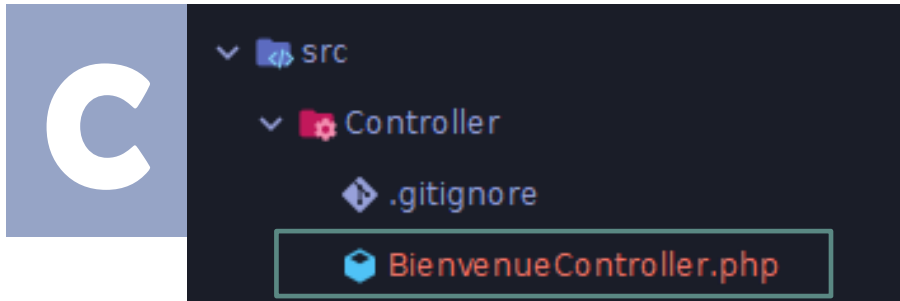 C
src
Controller
.gitignore
BienvenueController.php